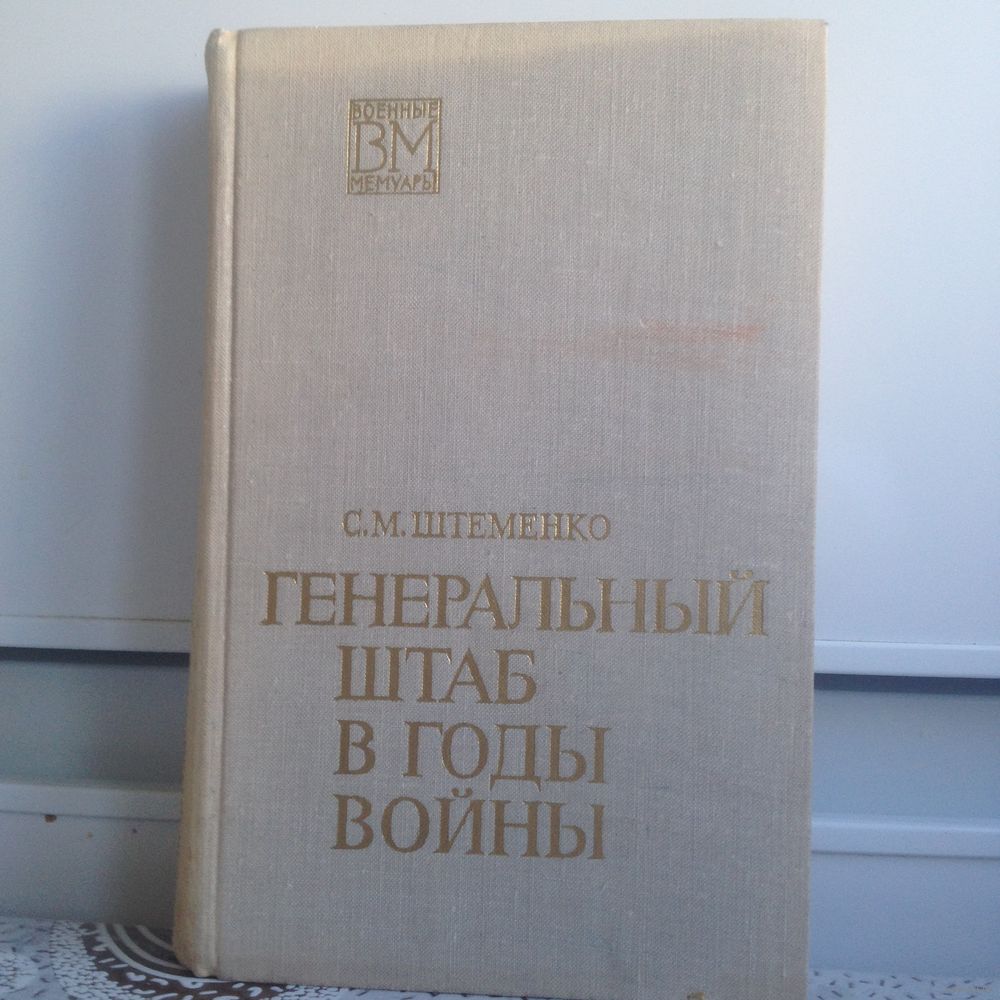 ВОЕННЫЕ
ВМ
МЕМУАРЫ
С. М. ШТЕМЕНКО
ГЕНЕРАЛЬНЫЙ
ШТАБ
В ГОДЫ
ВОЙНЫ